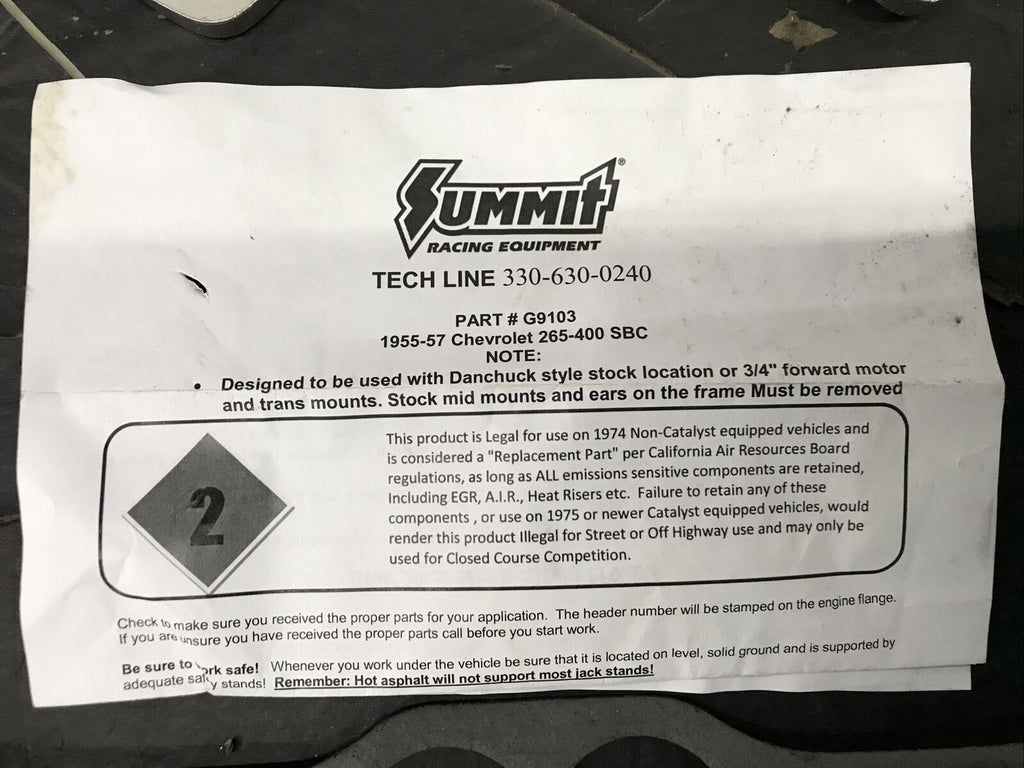 SUMMIT®
RACING EQUIPMENT
TECH LINE 330-630-0240
PART # G9103
1955-57 Chevrolet 265-400 SBC
NOTE:
• Designed to be used with Danchuck style stock location or 3/4" forward motor
and trans mounts. Stock mid mounts and ears on the frame Must be removed
2
This product is Legal for use on 1974 Non-Catalyst equipped vehicles and
is considered a "Replacement Part" per California Air Resources Board
regulations, as long as ALL emissions sensitive components are retained,
Including EGR, A.I.R., Heat Risers etc. Failure to retain any of these
components , or use on 1975 or newer Catalyst equipped vehicles, would
render this product Illegal for Street or Off Highway use and may only be
used for Closed Course Competition.
Check to make sure you received the proper parts for your application. The header number will be stamped on the engine flange.
If you are unsure you have received the proper parts call before you start work.
Be sure to work safe! Whenever you work under the vehicle be sure that it is located on level, solid ground and is supported by
adequate safety stands! Remember: Hot asphalt will not support most jack stands!